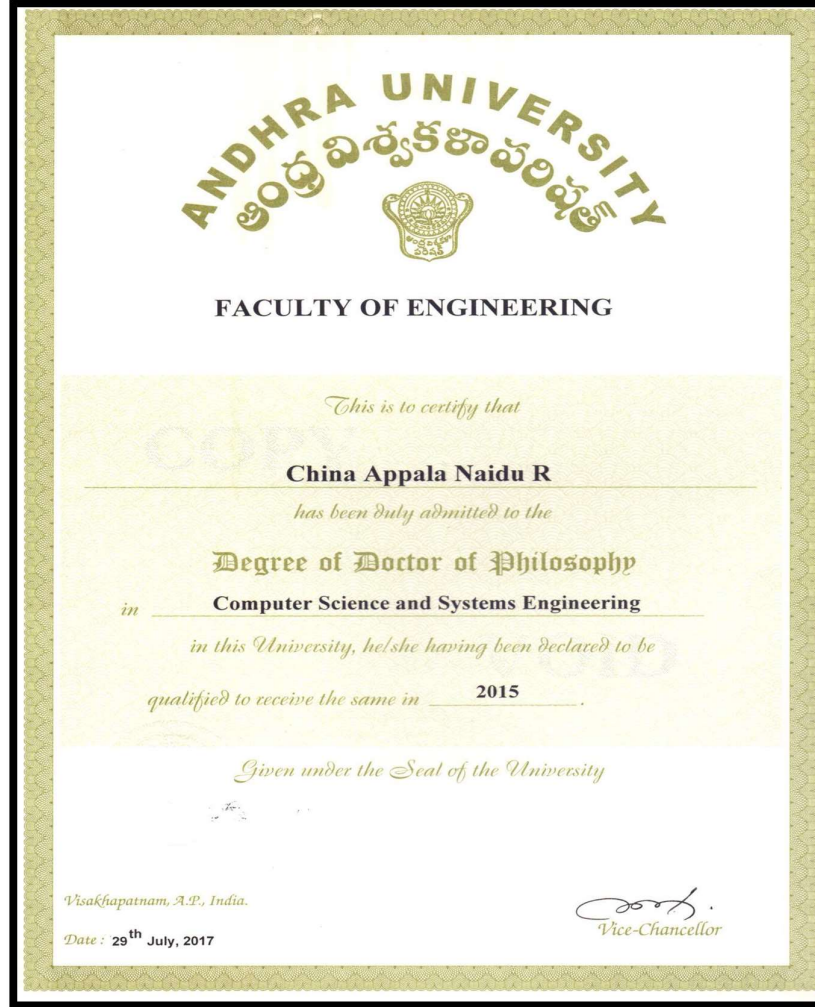 ANDHRA UNIVERSITY
ఆంధ్ర విశ్వకళాపరిషత్
FACULTY OF ENGINEERING
This is to certify that
COPY
China Appala Naidu R
has been duly admitted to the
Degree of Doctor of Philosophy
in Computer Science and Systems Engineering
in this University, he/she having been declared to be
qualified to receive the same in 2015.
Given under the Seal of the University
Visakhapatnam, A.P., India.
Date : 29th July, 2017
Vice-Chancellor